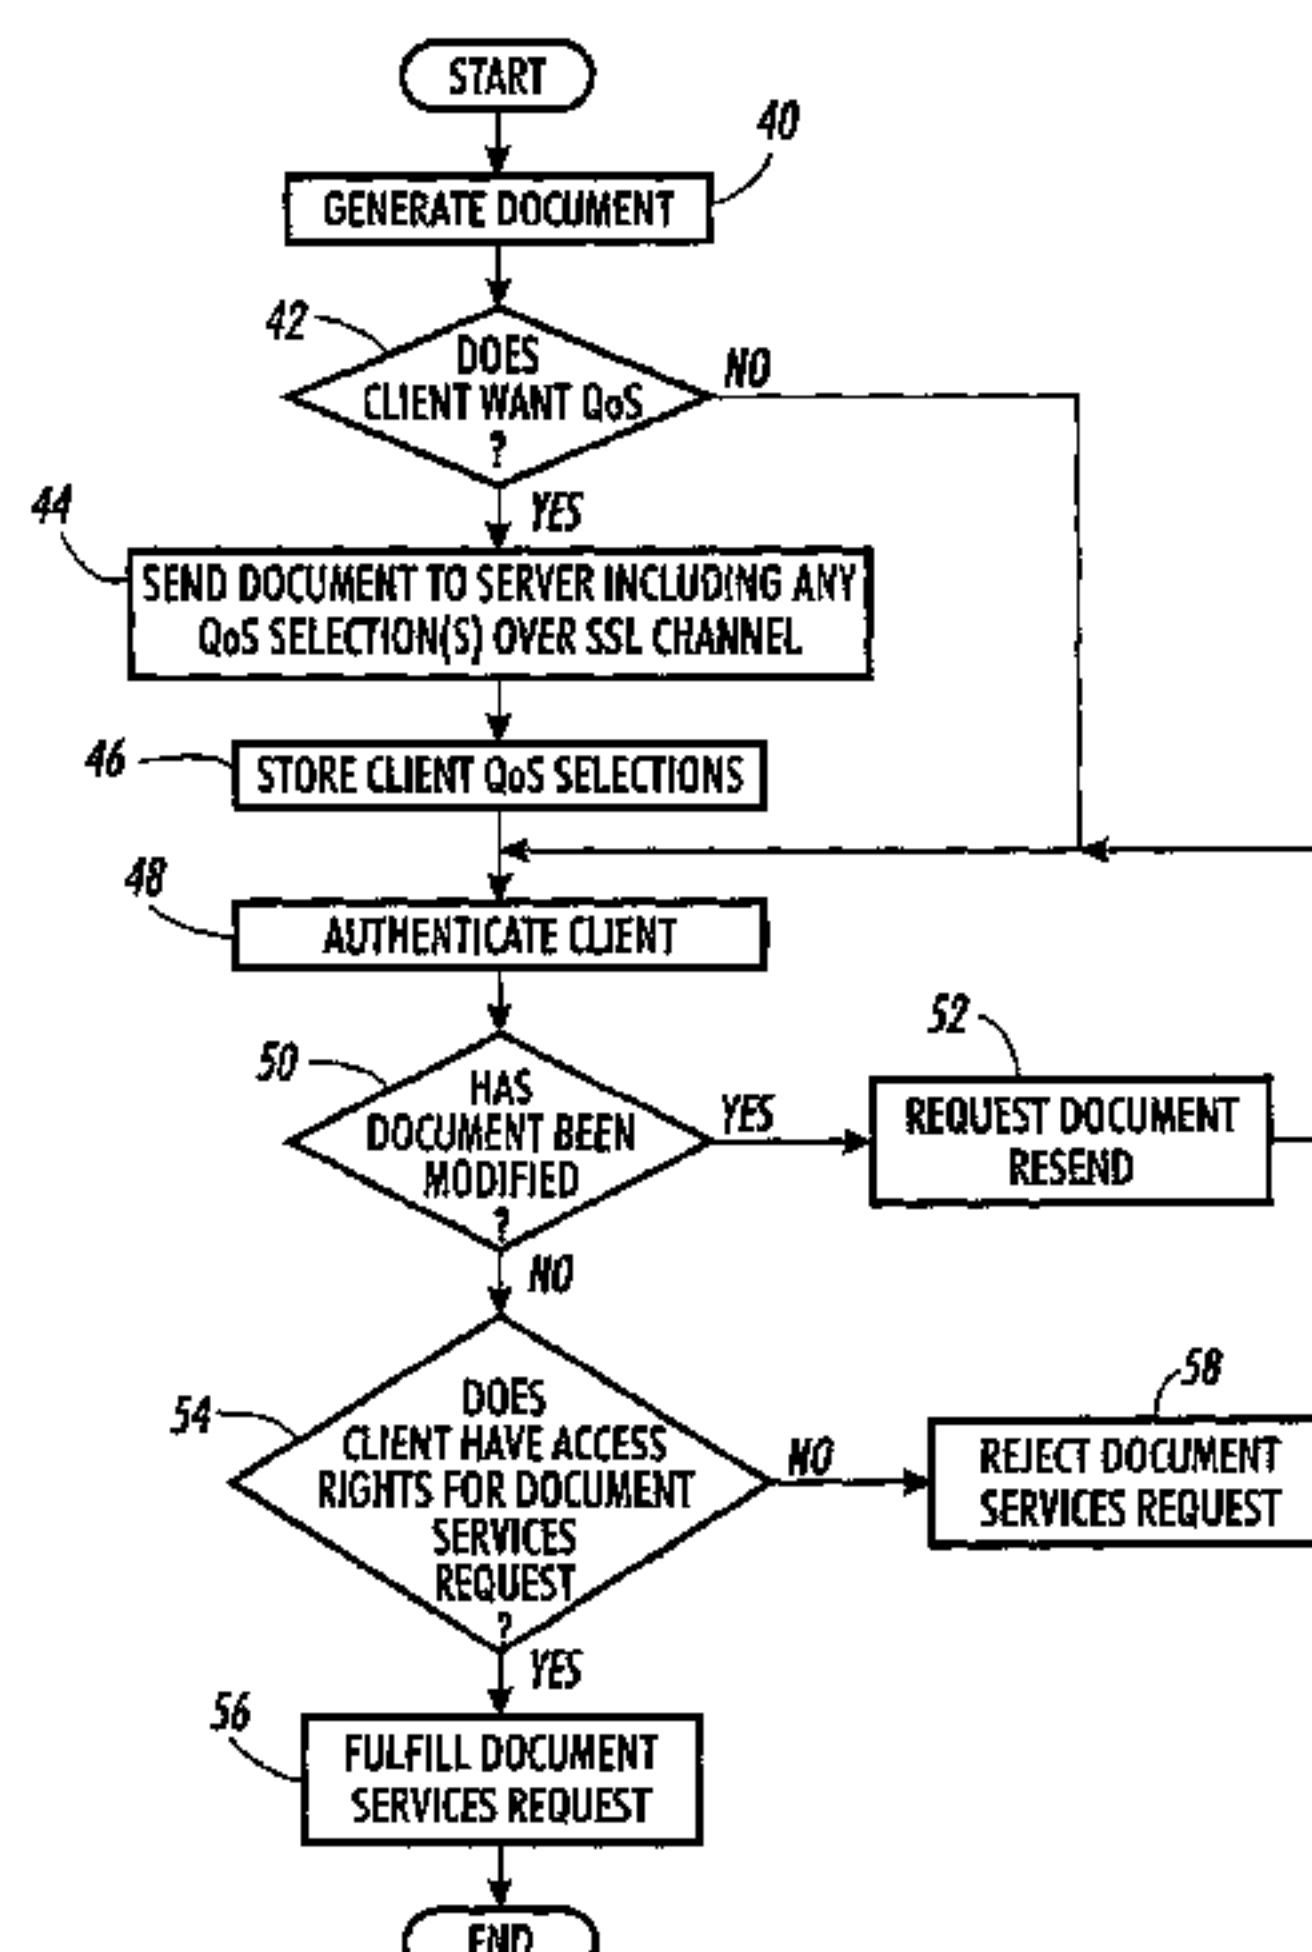 START
40
GENERATE DOCUMENT
42
DOES
CLIENT WANT QoS
?
NO
YES
44
SEND DOCUMENT TO SERVER INCLUDING ANY
QoS SELECTION(S) OVER SSL CHANNEL
46
STORE CLIENT QoS SELECTIONS
48
AUTHENTICATE CLIENT
50
HAS
DOCUMENT BEEN
MODIFIED
?
YES
52
REQUEST DOCUMENT
RESEND
NO
54
DOES
CLIENT HAVE ACCESS
RIGHTS FOR DOCUMENT
SERVICES
REQUEST
?
NO
58
REJECT DOCUMENT
SERVICES REQUEST
YES
56
FULFILL DOCUMENT
SERVICES REQUEST
END